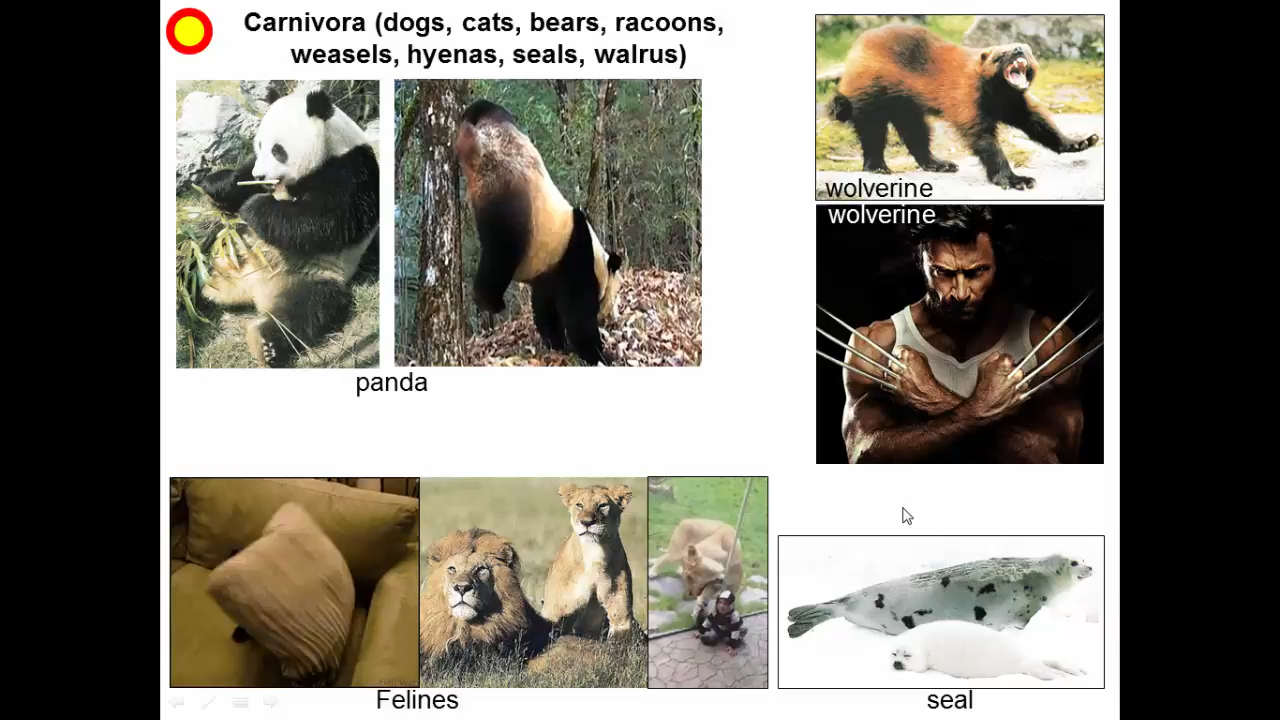 Carnivora (dogs, cats, bears, racoons,
weasels, hyenas, seals, walrus)
wolverine
wolverine
panda
Felines
seal